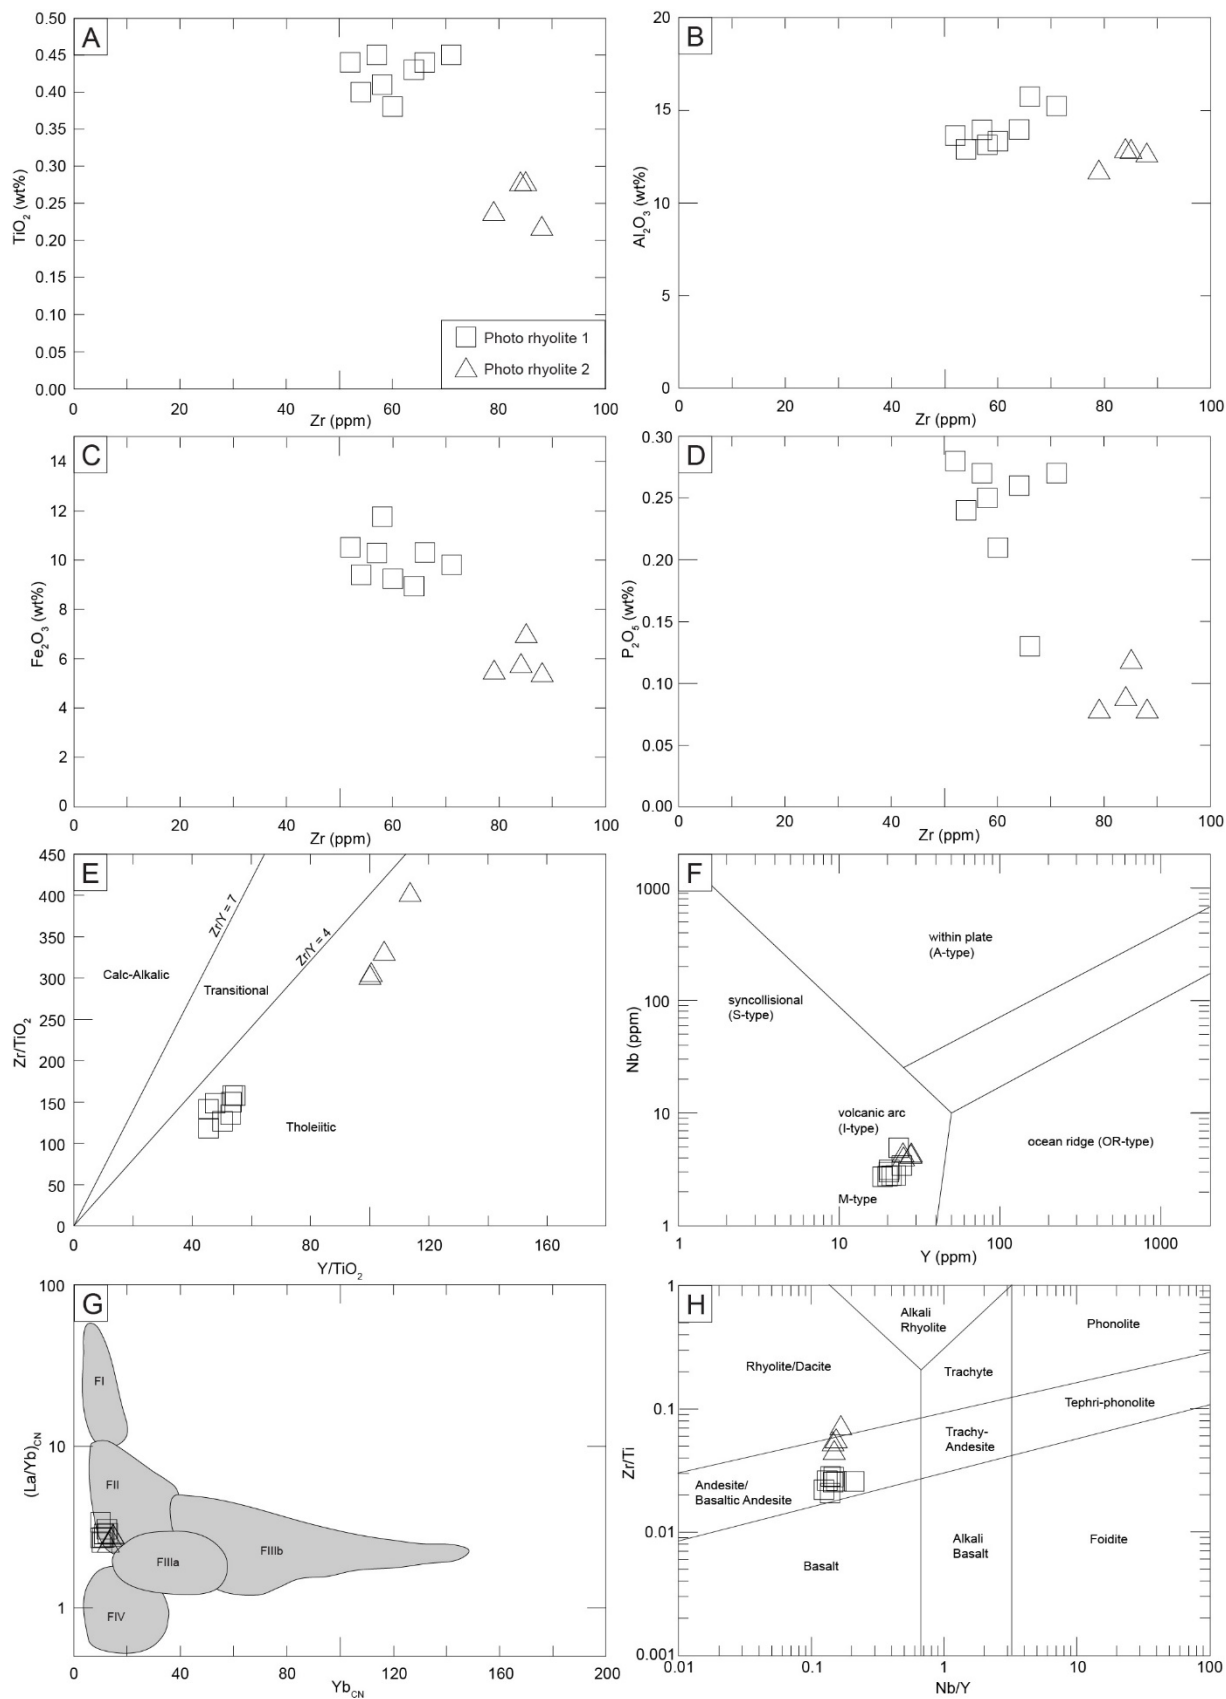 A
0.50
0.45
0.40
0.35
0.30
0.25
0.20
0.15
0.10
0.05
0.00
TiO2 (wt%)
Photo rhyolite 1
Photo rhyolite 2
0 20 40 60 80 100
Zr (ppm)
B
20
15
10
5
0
Al2O3 (wt%)
0 20 40 60 80 100
Zr (ppm)
C
14
12
10
8
6
4
2
0
Fe2O3 (wt%)
0 20 40 60 80 100
Zr (ppm)
D
0.30
0.25
0.20
0.15
0.10
0.05
0.00
P2O5 (wt%)
0 20 40 60 80 100
Zr (ppm)
E
450
400
350
300
250
200
150
100
50
0
Zr/TiO2
Zr/Y = 7
Zr/Y = 4
Calc-Alkalic
Transitional
Tholeiitic
0 40 80 120 160
Y/TiO2
F
1000
100
10
1
Nb (ppm)
within plate
(A-type)
syncollisional
(S-type)
volcanic arc
(I-type)
ocean ridge (OR-type)
M-type
1 10 100 1000
Y (ppm)
G
100
10
1
(La/Yb)CN
FI
FII
FIIIb
FIIIa
FIV
0 40 80 120 160 200
YbCN
H
1
0.1
0.01
0.001
Zr/Ti
Alkali
Rhyolite
Phonolite
Rhyolite/Dacite
Trachyte
Tephri-phonolite
Trachy-
Andesite
Andesite/
Basaltic Andesite
Basalt
Alkali
Basalt
Foidite
0.01 0.1 1 10 100
Nb/Y